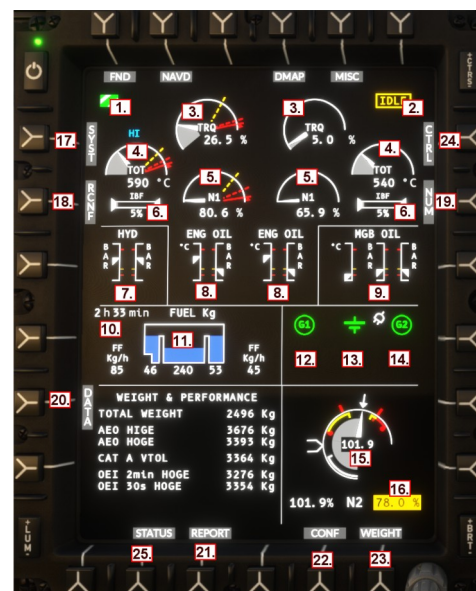 FND NAVD DMAP MISC
+CTRS-
1. 3. 3. IDLE 2.
HI TRQ 26.5 % TRQ 5.0 %
17. SYST 4. 4. CTRL 24.
TOT 590 °C TOT 540 °C
5. 5.
18. RCNF IBF 5% 6. N1 80.6 % N1 65.9 % IBF 5% 6. NUM 19.
HYD ENG OIL ENG OIL MGB OIL
BAR BAR °C BAR °C BAR °C BAR
7. 8. 8. 9.
2 h 33 min FUEL Kg
10. 11. G1 G2
FF Kg/h 85 46 240 53 FF Kg/h 45
12. 13. 14.
20. DATA
WEIGHT & PERFORMANCE
TOTAL WEIGHT 2496 Kg
AEO HIGE 3676 Kg
AEO HOGE 3393 Kg
CAT A VTOL 3364 Kg
OEI 2min HOGE 3276 Kg
OEI 30s HOGE 3354 Kg
101.9
15.
16.
101.9% N2 78.0 %
+LUM- +BRT-
STATUS REPORT CONF WEIGHT
25. 21. 22. 23.